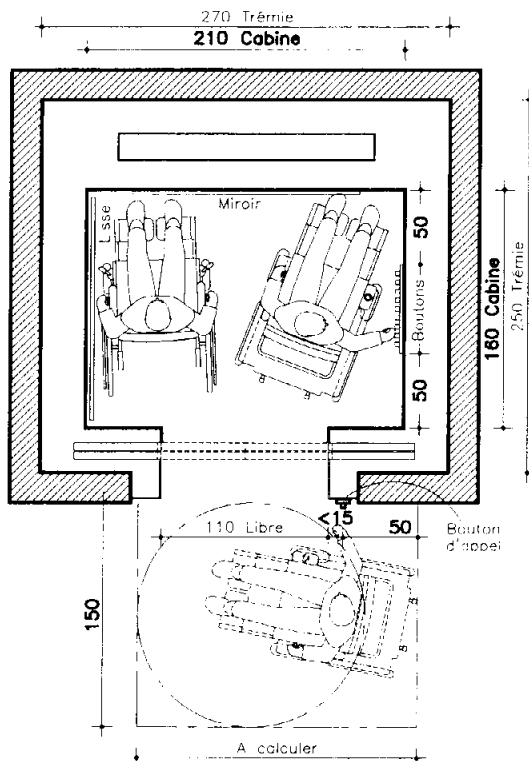 270 Trémie
210 Cabine
Miroir
Lisse
50
Boutons
50
160 Cabine
250 Trémie
110 Libre
<15
50
Bouton
d'appel
150
A calculer